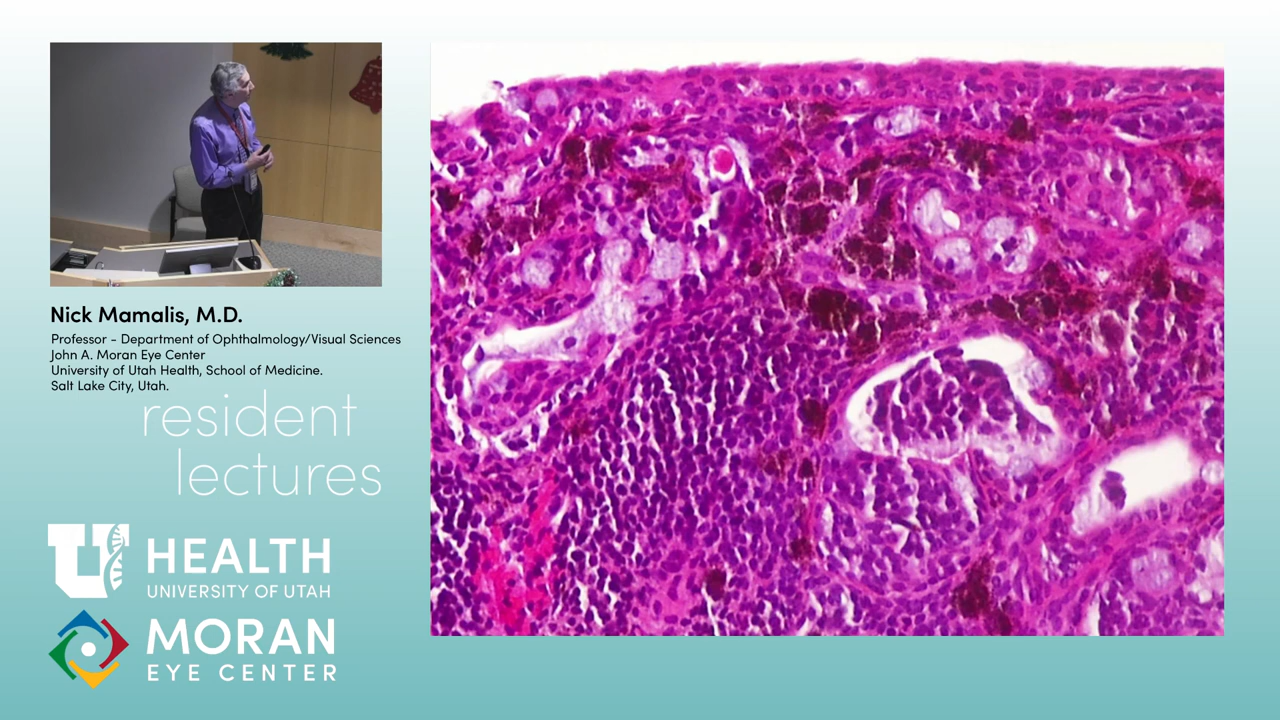 Nick Mamalis, M.D.
Professor - Department of Ophthalmology/Visual Sciences
John A. Moran Eye Center
University of Utah Health, School of Medicine.
Salt Lake City, Utah.
resident
lectures
U HEALTH
UNIVERSITY OF UTAH
MORAN
EYE CENTER